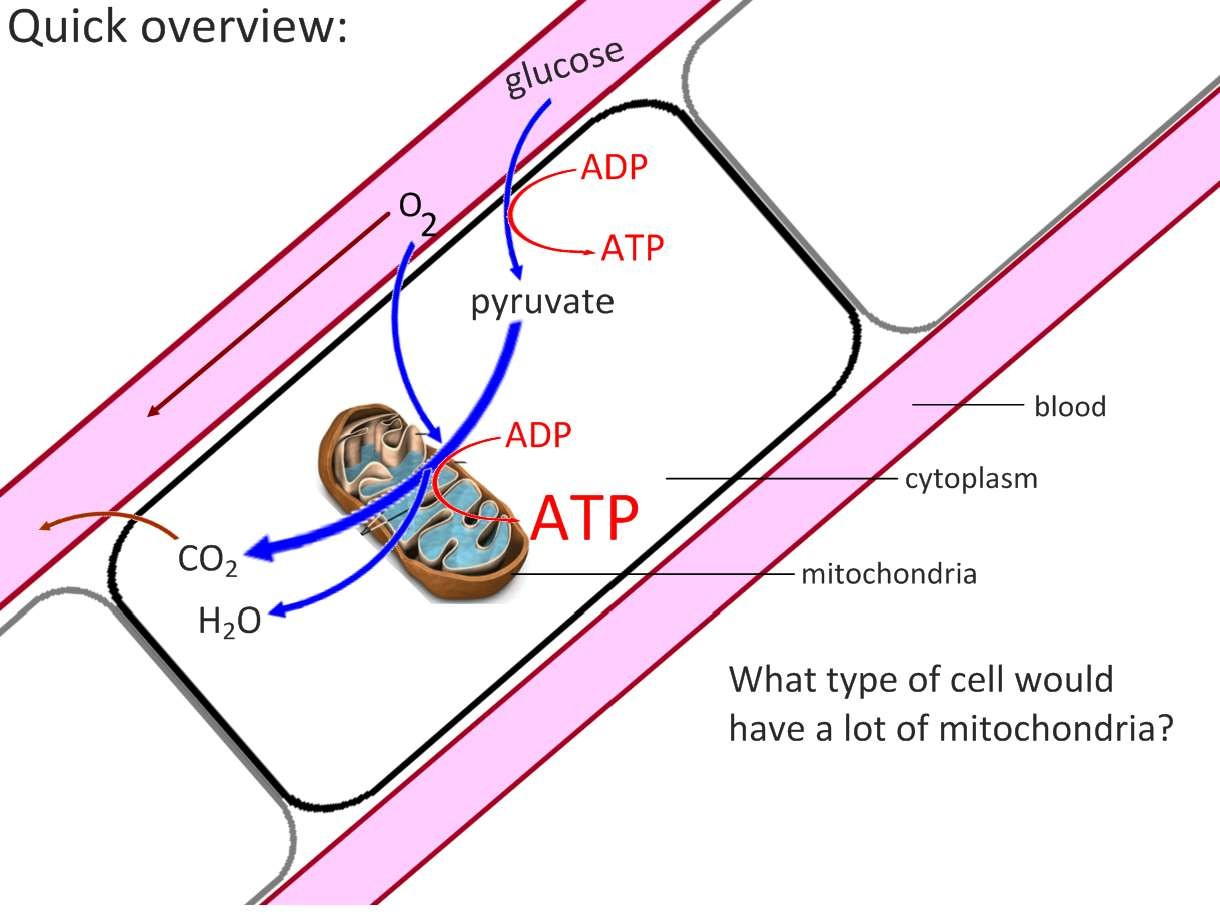 Quick overview:
glucose
ADP
O2
ATP
pyruvate
blood
ADP
cytoplasm
ATP
CO2
mitochondria
H2O
What type of cell would
have a lot of mitochondria?